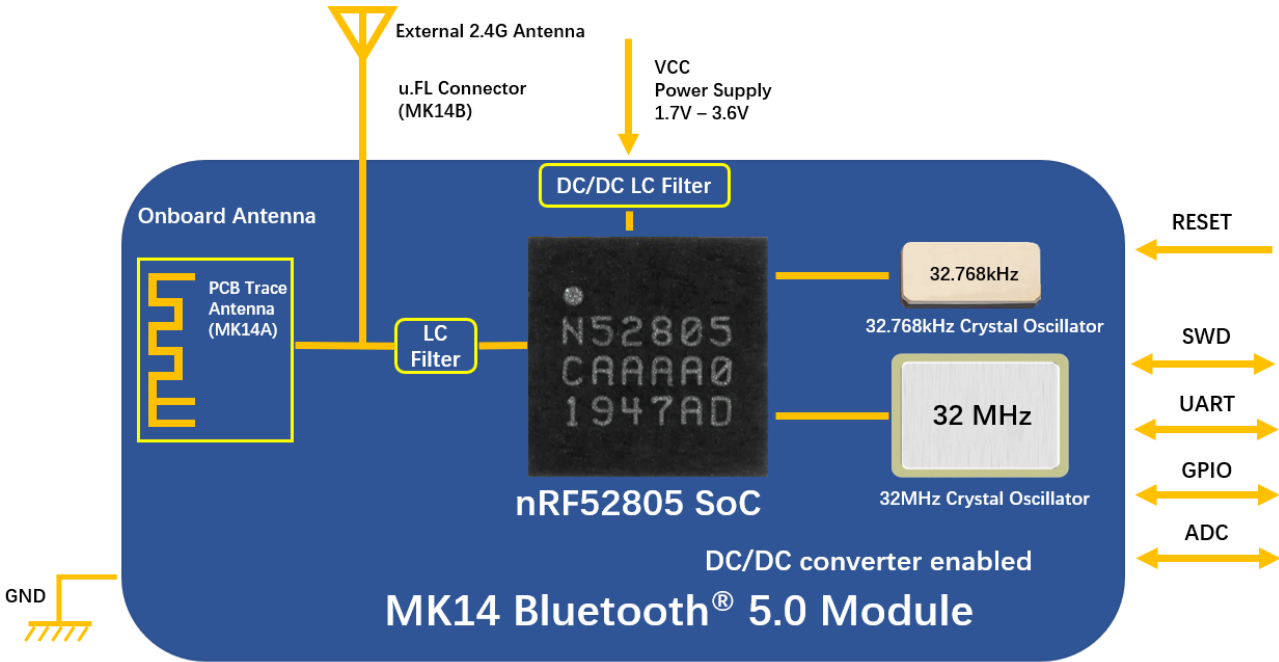 External 2.4G Antenna
u.FL Connector
(MK14B)
VCC
Power Supply
1.7V – 3.6V
DC/DC LC Filter
Onboard Antenna
PCB Trace
Antenna
(MK14A)
LC
Filter
N52805
CAAAA0
1947AD
nRF52805 SoC
32.768kHz
32.768kHz Crystal Oscillator
32 MHz
32MHz Crystal Oscillator
RESET
SWD
UART
GPIO
ADC
GND
DC/DC converter enabled
MK14 Bluetooth® 5.0 Module